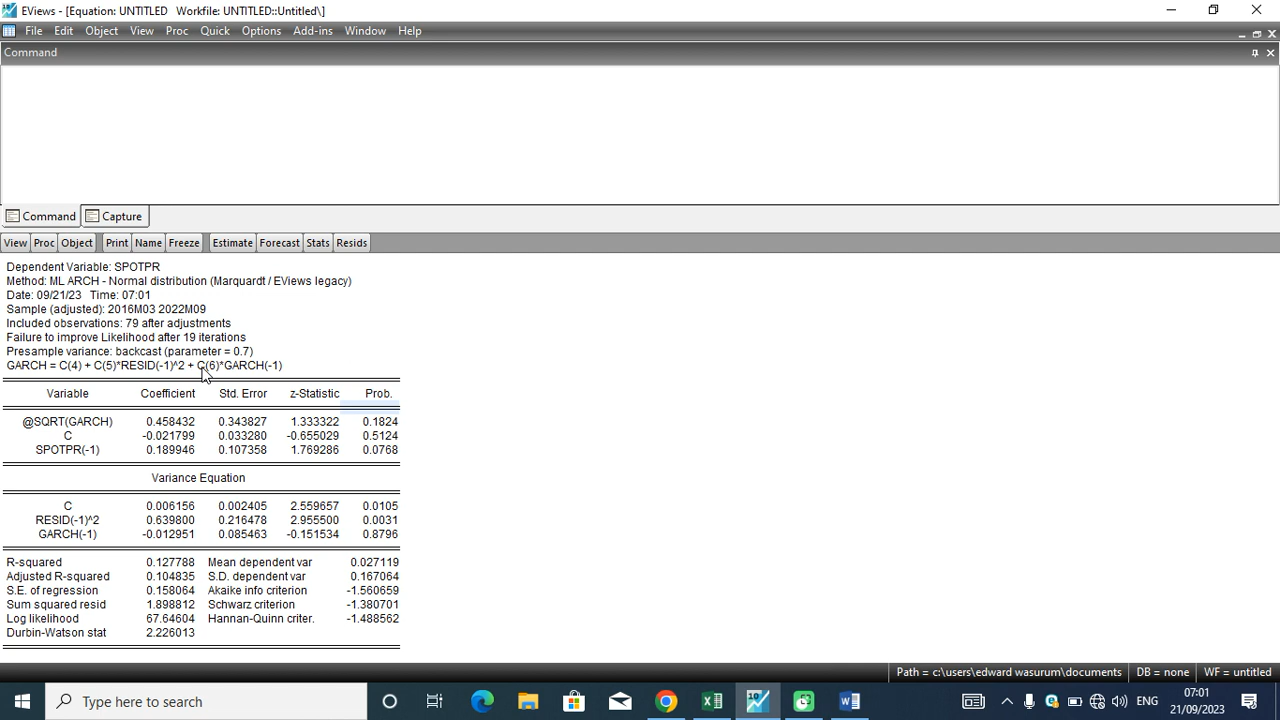 EViews - [Equation: UNTITLED   Workfile: UNTITLED::Untitled\]
File Edit Object View Proc Quick Options Add-ins Window Help
Command
Command Capture
View Proc Object Print Name Freeze Estimate Forecast Stats Resids
Dependent Variable: SPOTPR
Method: ML ARCH - Normal distribution (Marquardt / EViews legacy)
Date: 09/21/23   Time: 07:01
Sample (adjusted): 2016M03 2022M09
Included observations: 79 after adjustments
Failure to improve Likelihood after 19 iterations
Presample variance: backcast (parameter = 0.7)
GARCH = C(4) + C(5)*RESID(-1)^2 + C(6)*GARCH(-1)
Variable Coefficient Std. Error z-Statistic Prob.
@SQRT(GARCH) 0.458432 0.343827 1.333322 0.1824
C -0.021799 0.033280 -0.655029 0.5124
SPOTPR(-1) 0.189946 0.107358 1.769286 0.0768
Variance Equation
C 0.006156 0.002405 2.559657 0.0105
RESID(-1)^2 0.639800 0.216478 2.955500 0.0031
GARCH(-1) -0.012951 0.085463 -0.151534 0.8796
R-squared 0.127788 Mean dependent var 0.027119
Adjusted R-squared 0.104835 S.D. dependent var 0.167064
S.E. of regression 0.158064 Akaike info criterion -1.560659
Sum squared resid 1.898812 Schwarz criterion -1.380701
Log likelihood 67.64604 Hannan-Quinn criter. -1.488562
Durbin-Watson stat 2.226013
Path = c:\users\edward wasurum\documents DB = none WF = untitled
Type here to search
ENG
07:01
21/09/2023